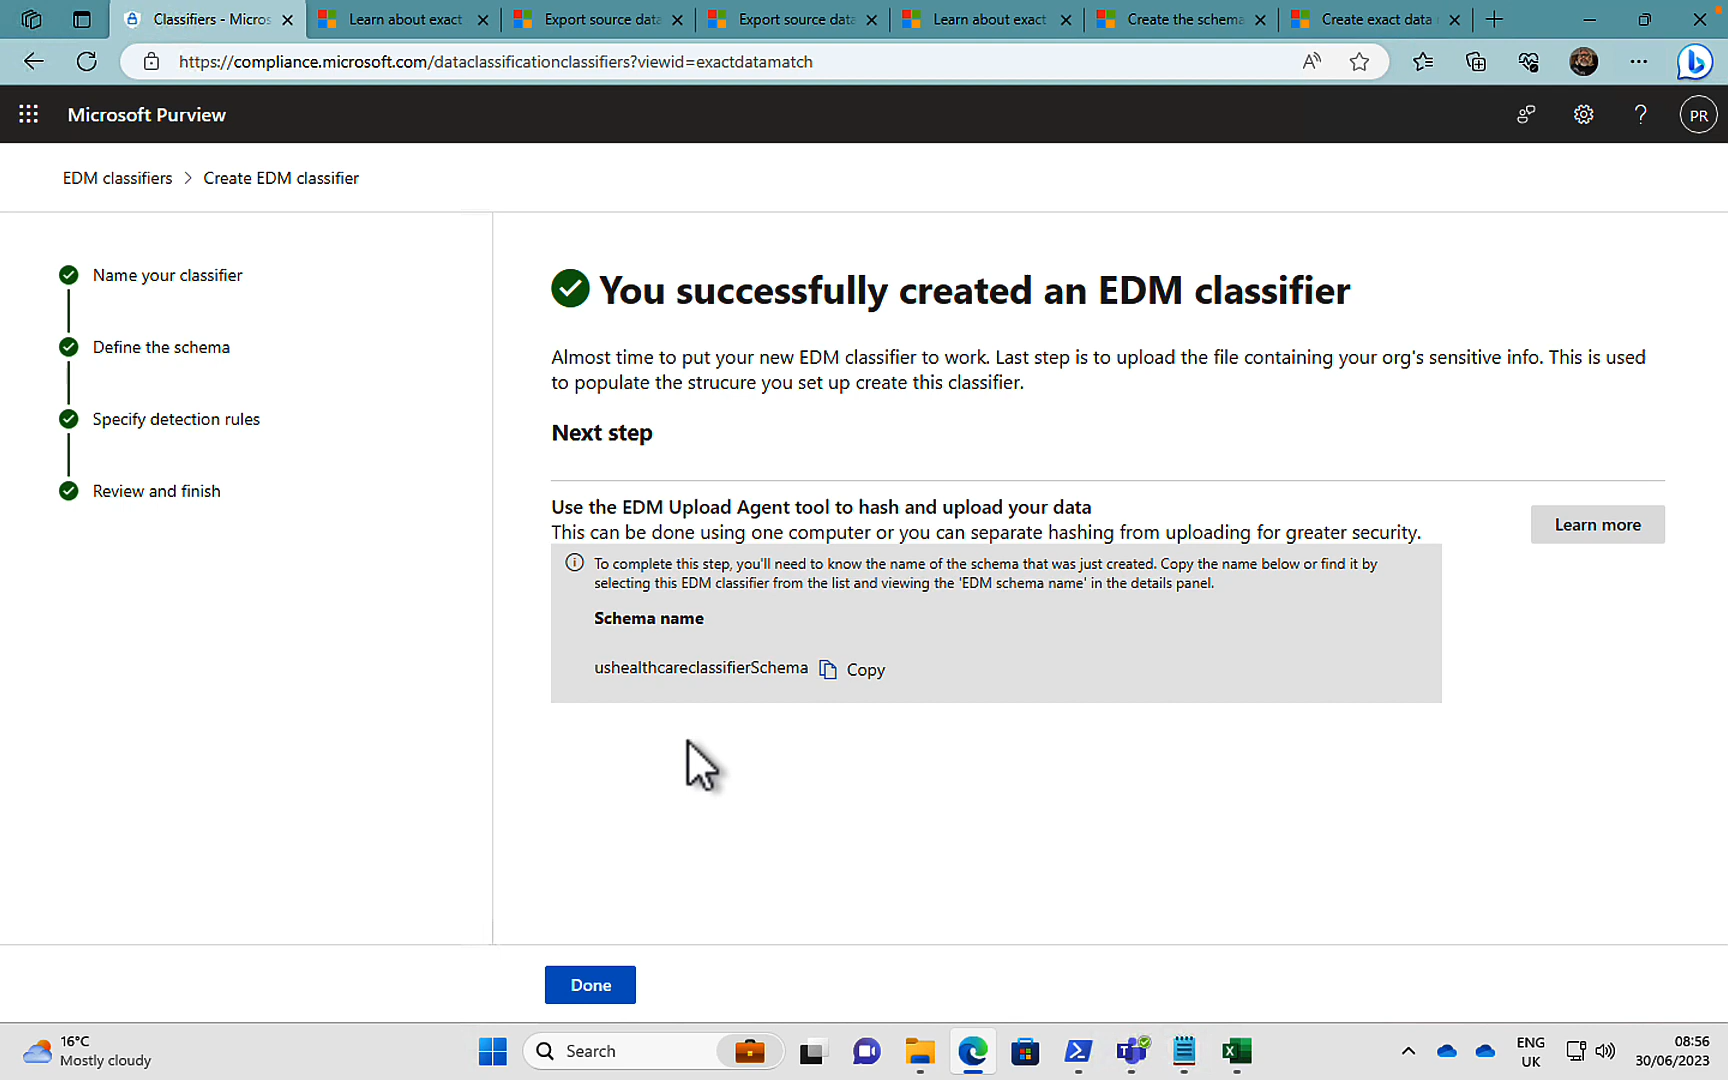 Classifiers - Micros
Learn about exact
Export source data
Export source data
Learn about exact
Create the schema
Create exact data
https://compliance.microsoft.com/dataclassificationclassifiers?viewid=exactdatamatch
Microsoft Purview
PR
EDM classifiers > Create EDM classifier
Name your classifier
Define the schema
Specify detection rules
Review and finish
You successfully created an EDM classifier
Almost time to put your new EDM classifier to work. Last step is to upload the file containing your org's sensitive info. This is used
to populate the strucure you set up create this classifier.
Next step
Use the EDM Upload Agent tool to hash and upload your data
This can be done using one computer or you can separate hashing from uploading for greater security.
Learn more
To complete this step, you'll need to know the name of the schema that was just created. Copy the name below or find it by
selecting this EDM classifier from the list and viewing the 'EDM schema name' in the details panel.
Schema name
ushealthcareclassifierSchema Copy
Done
16°C
Mostly cloudy
Search
ENG
UK
08:56
30/06/2023